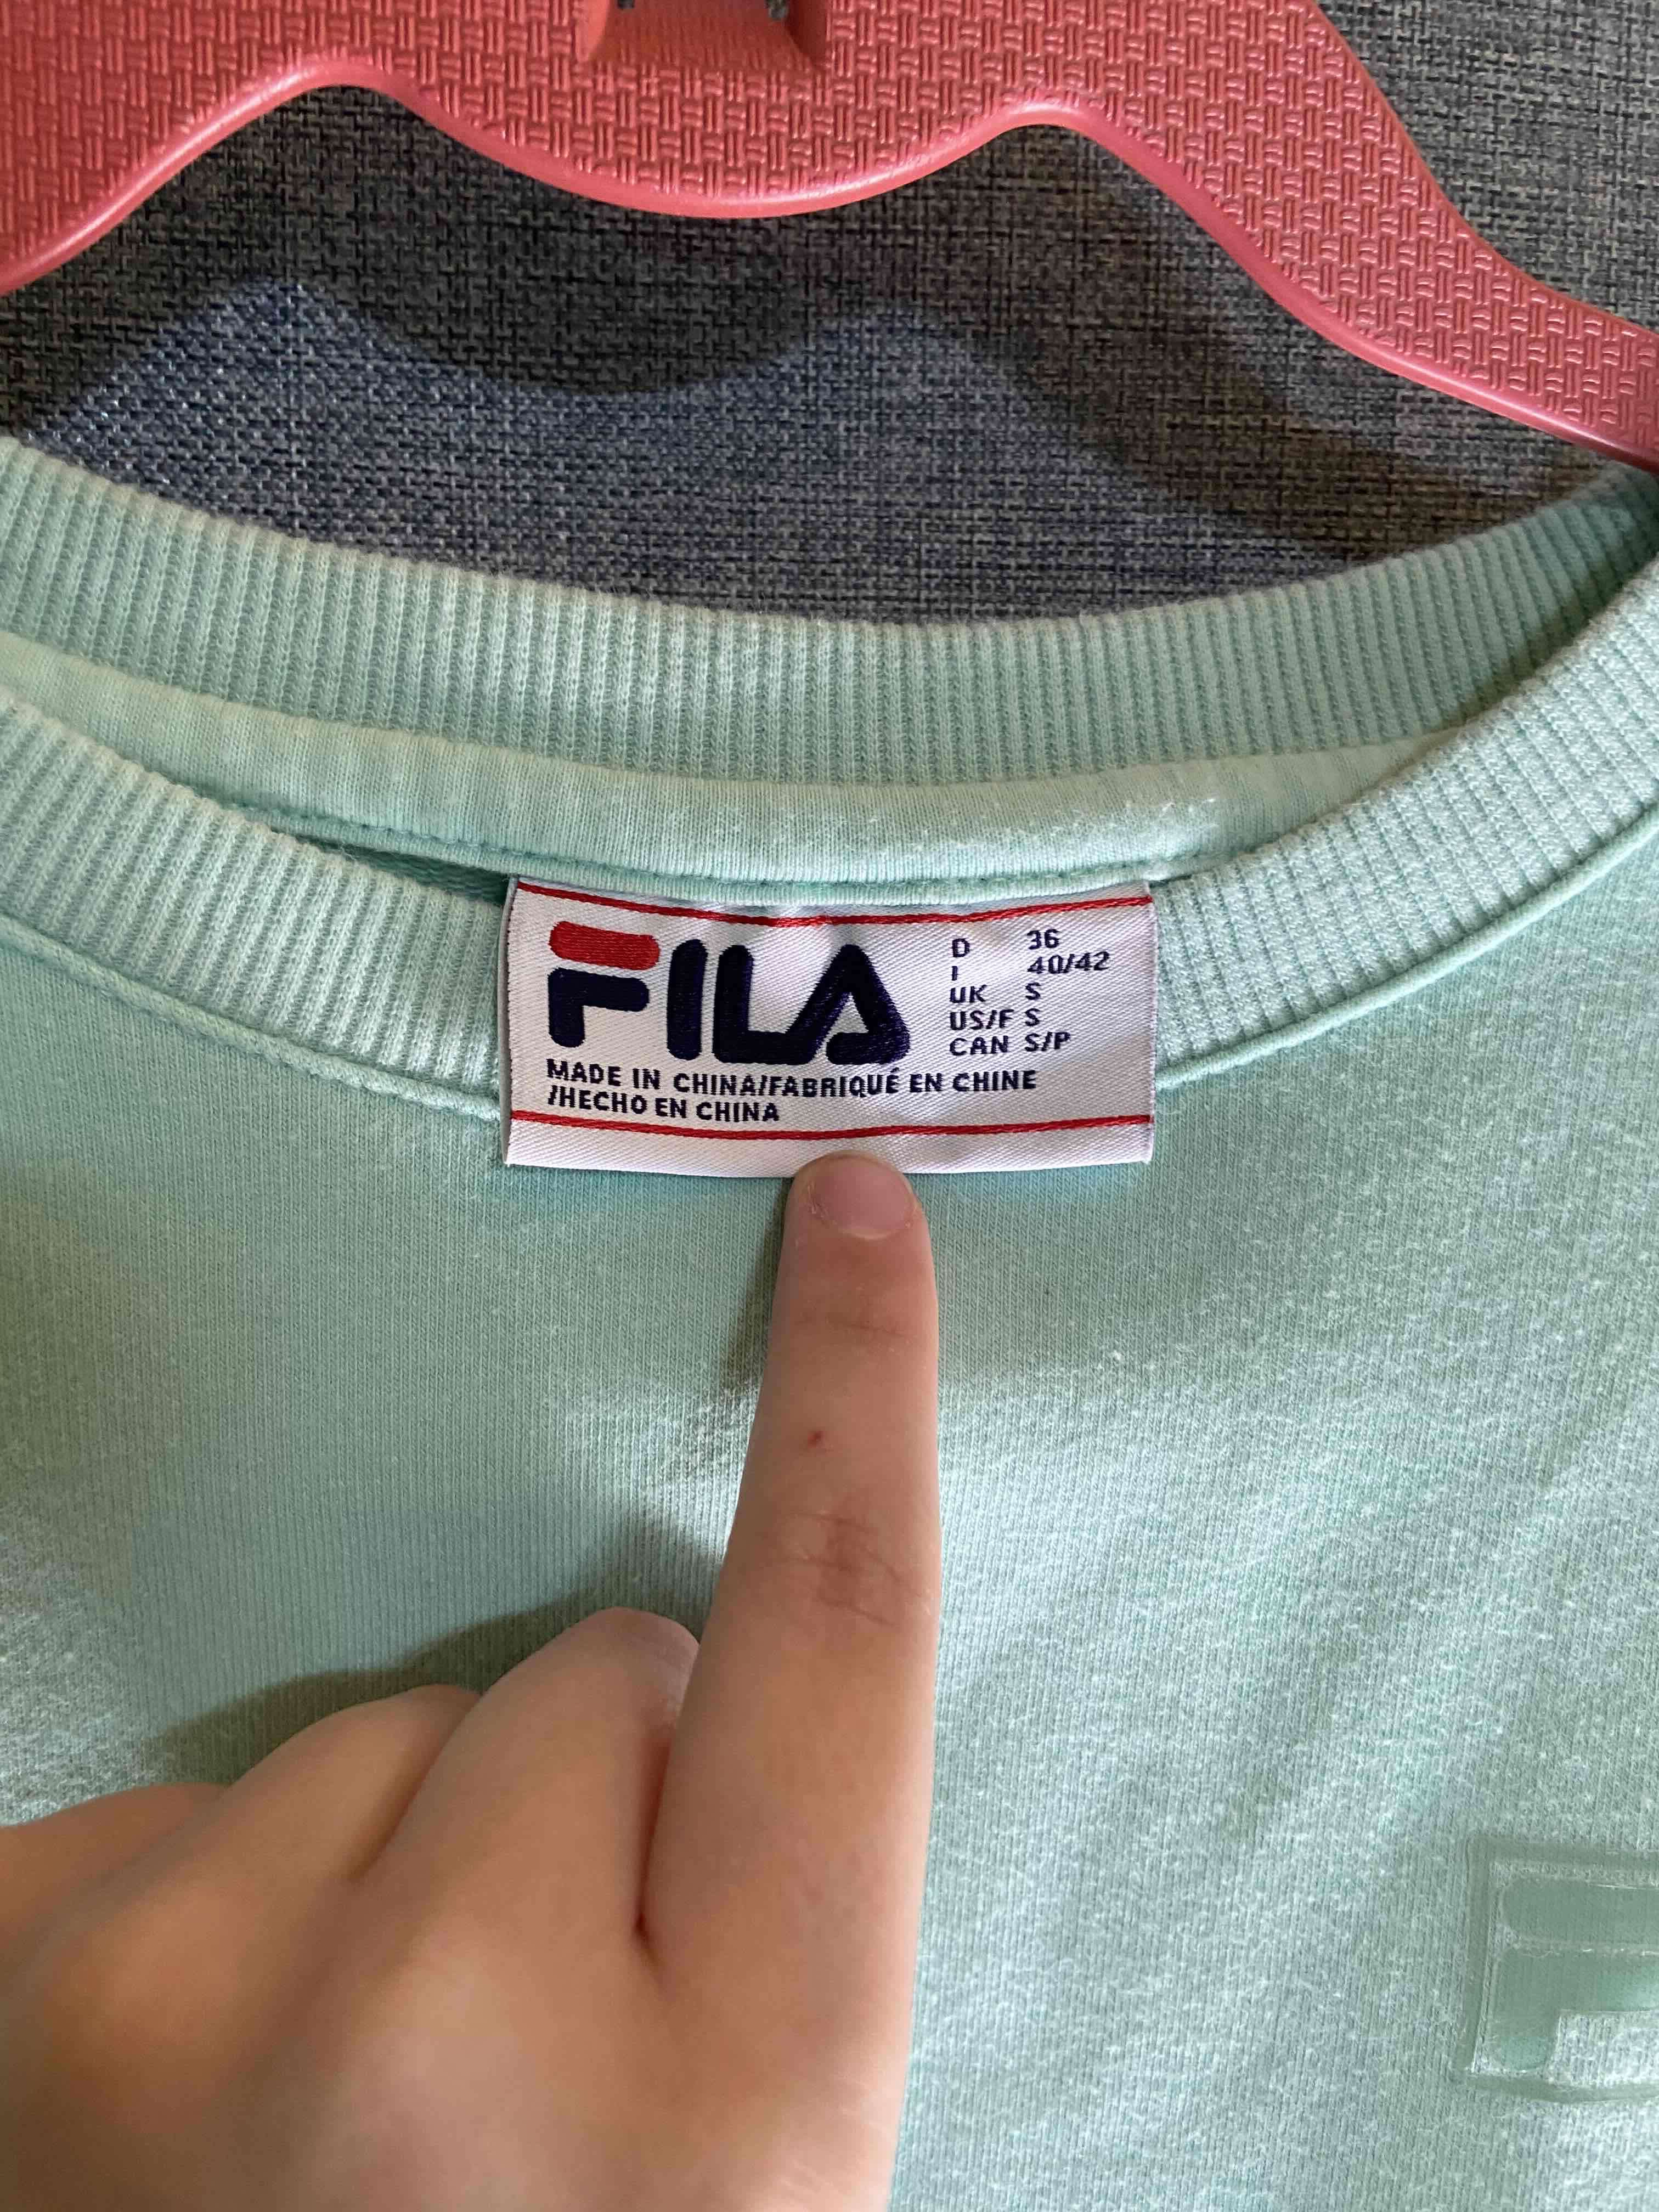 FILA
D 36
I 40/42
UK S
US/F S
CAN S/P
MADE IN CHINA/FABRIQUÉ EN CHINE
/HECHO EN CHINA
F